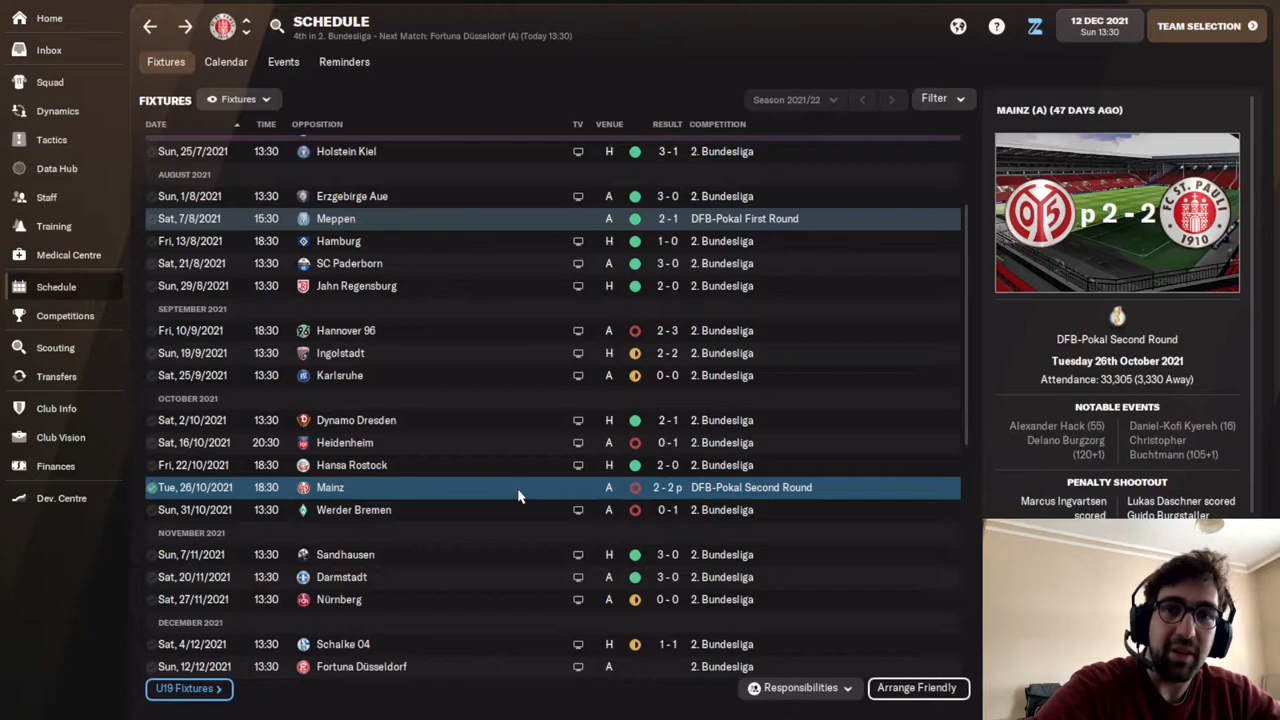 Home
Inbox
Squad
Dynamics
Tactics
Data Hub
Staff
Training
Medical Centre
Schedule
Competitions
Scouting
Transfers
Club Info
Club Vision
Finances
Dev. Centre
SCHEDULE
4th in 2. Bundesliga - Next Match: Fortuna Düsseldorf (A) (Today 13:30)
12 DEC 2021
Sun 13:30
TEAM SELECTION
Fixtures Calendar Events Reminders
FIXTURES Fixtures Season 2021/22 Filter
DATE TIME OPPOSITION TV VENUE RESULT COMPETITION
Sun, 25/7/2021 13:30 Holstein Kiel H 3 - 1 2. Bundesliga
AUGUST 2021
Sun, 1/8/2021 13:30 Erzgebirge Aue A 3 - 0 2. Bundesliga
Sat, 7/8/2021 15:30 Meppen A 2 - 1 DFB-Pokal First Round
Fri, 13/8/2021 18:30 Hamburg H 1 - 0 2. Bundesliga
Sat, 21/8/2021 13:30 SC Paderborn A 3 - 0 2. Bundesliga
Sun, 29/8/2021 13:30 Jahn Regensburg H 2 - 0 2. Bundesliga
SEPTEMBER 2021
Fri, 10/9/2021 18:30 Hannover 96 A 2 - 3 2. Bundesliga
Sun, 19/9/2021 13:30 Ingolstadt H 2 - 2 2. Bundesliga
Sat, 25/9/2021 13:30 Karlsruhe A 0 - 0 2. Bundesliga
OCTOBER 2021
Sat, 2/10/2021 13:30 Dynamo Dresden H 2 - 1 2. Bundesliga
Sat, 16/10/2021 20:30 Heidenheim A 0 - 1 2. Bundesliga
Fri, 22/10/2021 18:30 Hansa Rostock H 2 - 0 2. Bundesliga
Tue, 26/10/2021 18:30 Mainz A 2 - 2 p DFB-Pokal Second Round
Sun, 31/10/2021 13:30 Werder Bremen A 0 - 1 2. Bundesliga
NOVEMBER 2021
Sun, 7/11/2021 13:30 Sandhausen H 3 - 0 2. Bundesliga
Sat, 20/11/2021 13:30 Darmstadt A 3 - 0 2. Bundesliga
Sat, 27/11/2021 13:30 Nürnberg A 0 - 0 2. Bundesliga
DECEMBER 2021
Sat, 4/12/2021 13:30 Schalke 04 H 1 - 1 2. Bundesliga
Sun, 12/12/2021 13:30 Fortuna Düsseldorf A 2. Bundesliga
U19 Fixtures > Responsibilities Arrange Friendly
MAINZ (A) (47 DAYS AGO)
p 2 - 2
FC ST. PAULI
1910
DFB-Pokal Second Round
Tuesday 26th October 2021
Attendance: 33,305 (3,330 Away)
NOTABLE EVENTS
Alexander Hack (55)
Delano Burgzorg
(120+1)
Daniel-Kofi Kyereh (16)
Christopher
Buchtmann (105+1)
PENALTY SHOOTOUT
Marcus Ingvartsen
scored
Lukas Daschner scored
Guido Burgstaller